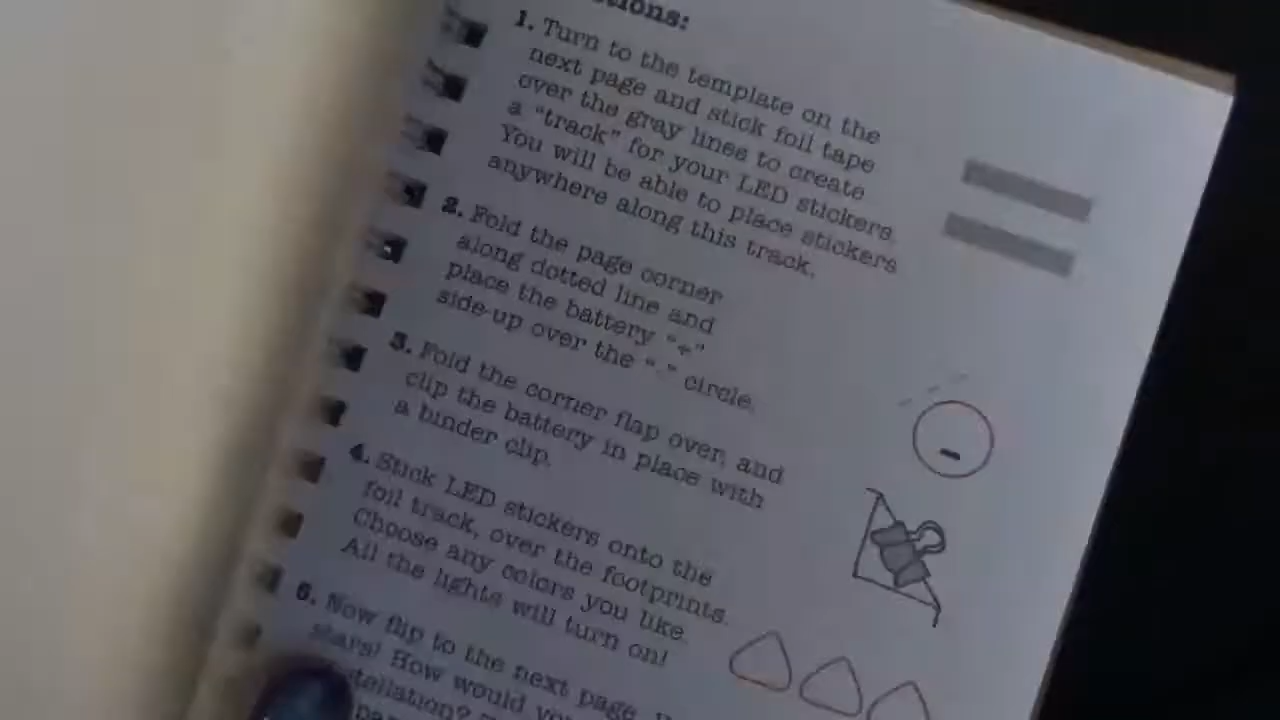 tions:
1. Turn to the template on the
next page and stick foil tape
over the gray lines to create
a “track” for your LED stickers.
You will be able to place stickers
anywhere along this track.
2. Fold the page corner
along dotted line and
place the battery “+”
side-up over the “-” circle.
3. Fold the corner flap over, and
clip the battery in place with
a binder clip.
4. Stick LED stickers onto the
foil track, over the footprints.
Choose any colors you like.
All the lights will turn on!
5. Now flip to the next page.
stars! How would you